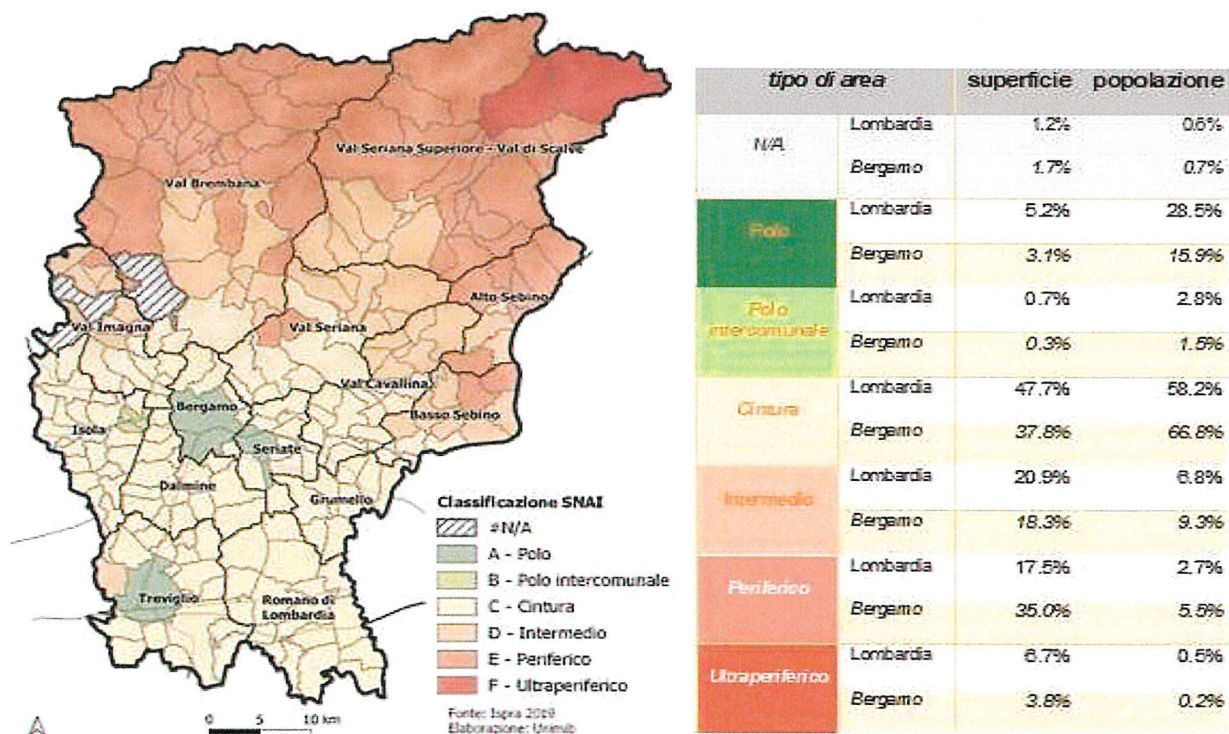 Val Seriana Superiore - Val di Scalve
Val Brembana
Alto Sebino
Val Imagna
Val Seriana
Val Cavallina
Bergamo
Basso Sebino
Isola
Seriate
Dalmine
Grumello
Treviglio
Romano di
Lombardia
Classificazione SNAI
#N/A
A - Polo
B - Polo intercomunale
C - Cintura
D - Intermedio
E - Periferico
F - Ultraperiferico
0 5 10 km
Fonte: Ispra 2019
Elaborazione: Unimib
tipo di area superficie popolazione
N/A
Lombardia 1.2% 0.6%
Bergamo 1.7% 0.7%
Polo
Lombardia 5.2% 28.5%
Bergamo 3.1% 15.9%
Polo
intercomunale
Lombardia 0.7% 2.8%
Bergamo 0.3% 1.5%
Cintura
Lombardia 47.7% 58.2%
Bergamo 37.8% 66.8%
Intermedio
Lombardia 20.9% 6.8%
Bergamo 18.3% 9.3%
Periferico
Lombardia 17.5% 2.7%
Bergamo 35.0% 5.5%
Ultraperiferico
Lombardia 6.7% 0.5%
Bergamo 3.8% 0.2%